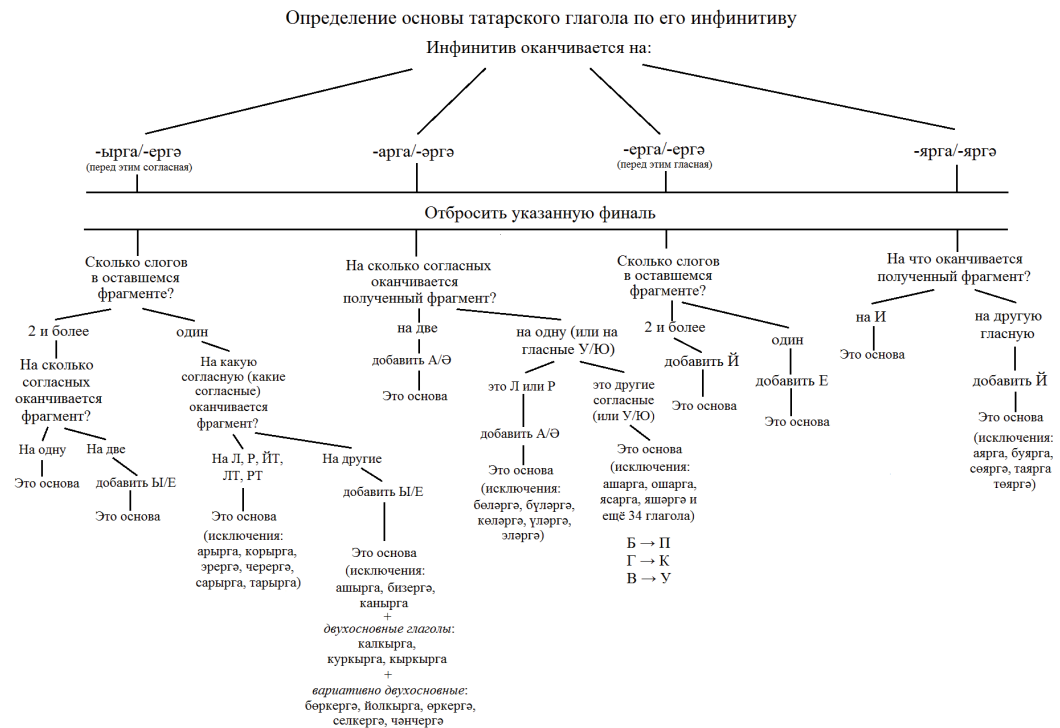 Определение основы татарского глагола по его инфинитиву
Инфинитив оканчивается на:
-ырга/-ергә
(перед этим согласная)
-арга/-әргә
-ерга/-ергә
(перед этим гласная)
-ярга/-яргә
Отбросить указанную финаль
Сколько слогов
в оставшемся
фрагменте?
2 и более
На сколько
согласных
оканчивается
фрагмент?
На одну
Это основа
На две
добавить Ы/Е
Это основа
один
На какую
согласную (какие
согласные)
оканчивается
фрагмент?
На Л, Р, ЙТ,
ЛТ, РТ
Это основа
(исключения:
арырга, корырга,
эрергә, черергә,
сарырга, тарырга)
На другие
добавить Ы/Е
Это основа
(исключения:
ашырга, бизергә,
канырга
+
двухосновные глаголы:
калкырга,
куркырга, кыркырга
+
вариативно двухосновные:
бөркергә, йолкырга, өркергә,
селкергә, чәнчергә
На сколько согласных
оканчивается
полученный фрагмент?
на две
добавить А/Ә
Это основа
на одну (или на
гласные У/Ю)
это Л или Р
добавить А/Ә
Это основа
(исключения:
бөләргә, бүләргә,
көләргә, үләргә,
эләргә)
это другие
согласные
(или У/Ю)
Это основа
(исключения:
ашарга, ошарга,
ясарга, яшәргә и
ещё 34 глагола)
Б → П
Г → К
В → У
Сколько слогов
в оставшемся
фрагменте?
2 и более
добавить Й
Это основа
один
добавить Е
Это основа
На что оканчивается
полученный фрагмент?
на И
Это основа
на другую
гласную
добавить Й
Это основа
(исключения:
аярга, буярга,
сөяргә, таярга
төяргә)